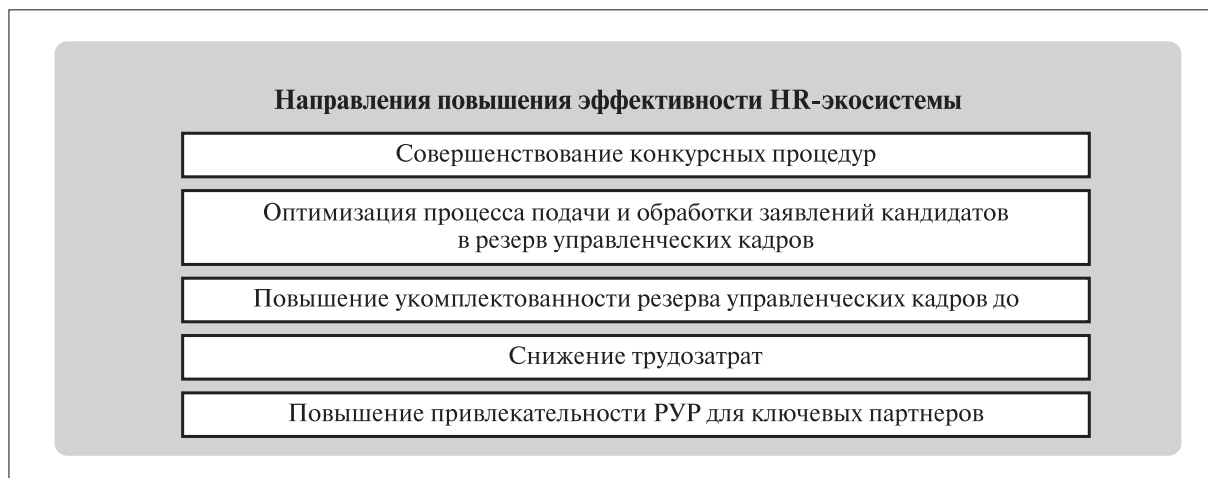 Направления повышения эффективности HR-экосистемы
Совершенствование конкурсных процедур
Оптимизация процесса подачи и обработки заявлений кандидатов
в резерв управленческих кадров
Повышение укомплектованности резерва управленческих кадров до
Снижение трудозатрат
Повышение привлекательности РУР для ключевых партнеров